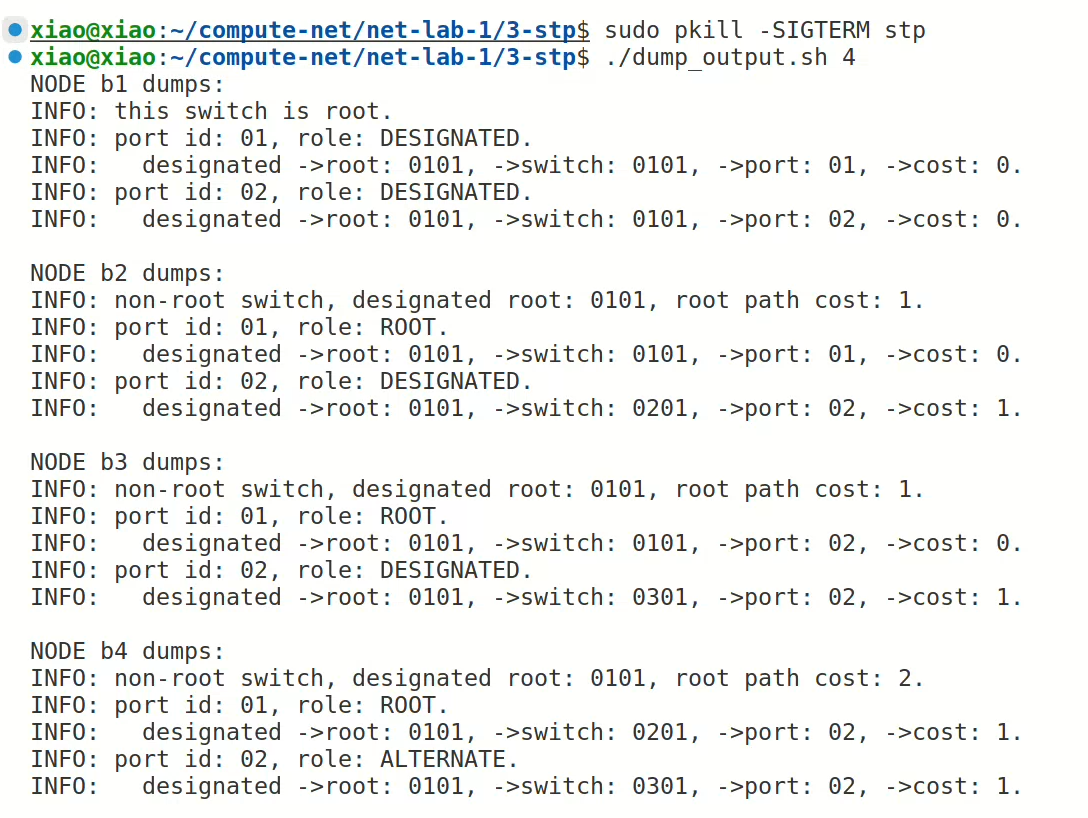 xiao@xiao:~/compute-net/net-lab-1/3-stp$ sudo pkill -SIGTERM stp
xiao@xiao:~/compute-net/net-lab-1/3-stp$ ./dump_output.sh 4
NODE b1 dumps:
INFO: this switch is root.
INFO: port id: 01, role: DESIGNATED.
INFO:   designated ->root: 0101, ->switch: 0101, ->port: 01, ->cost: 0.
INFO: port id: 02, role: DESIGNATED.
INFO:   designated ->root: 0101, ->switch: 0101, ->port: 02, ->cost: 0.

NODE b2 dumps:
INFO: non-root switch, designated root: 0101, root path cost: 1.
INFO: port id: 01, role: ROOT.
INFO:   designated ->root: 0101, ->switch: 0101, ->port: 01, ->cost: 0.
INFO: port id: 02, role: DESIGNATED.
INFO:   designated ->root: 0101, ->switch: 0201, ->port: 02, ->cost: 1.

NODE b3 dumps:
INFO: non-root switch, designated root: 0101, root path cost: 1.
INFO: port id: 01, role: ROOT.
INFO:   designated ->root: 0101, ->switch: 0101, ->port: 02, ->cost: 0.
INFO: port id: 02, role: DESIGNATED.
INFO:   designated ->root: 0101, ->switch: 0301, ->port: 02, ->cost: 1.

NODE b4 dumps:
INFO: non-root switch, designated root: 0101, root path cost: 2.
INFO: port id: 01, role: ROOT.
INFO:   designated ->root: 0101, ->switch: 0201, ->port: 02, ->cost: 1.
INFO: port id: 02, role: ALTERNATE.
INFO:   designated ->root: 0101, ->switch: 0301, ->port: 02, ->cost: 1.